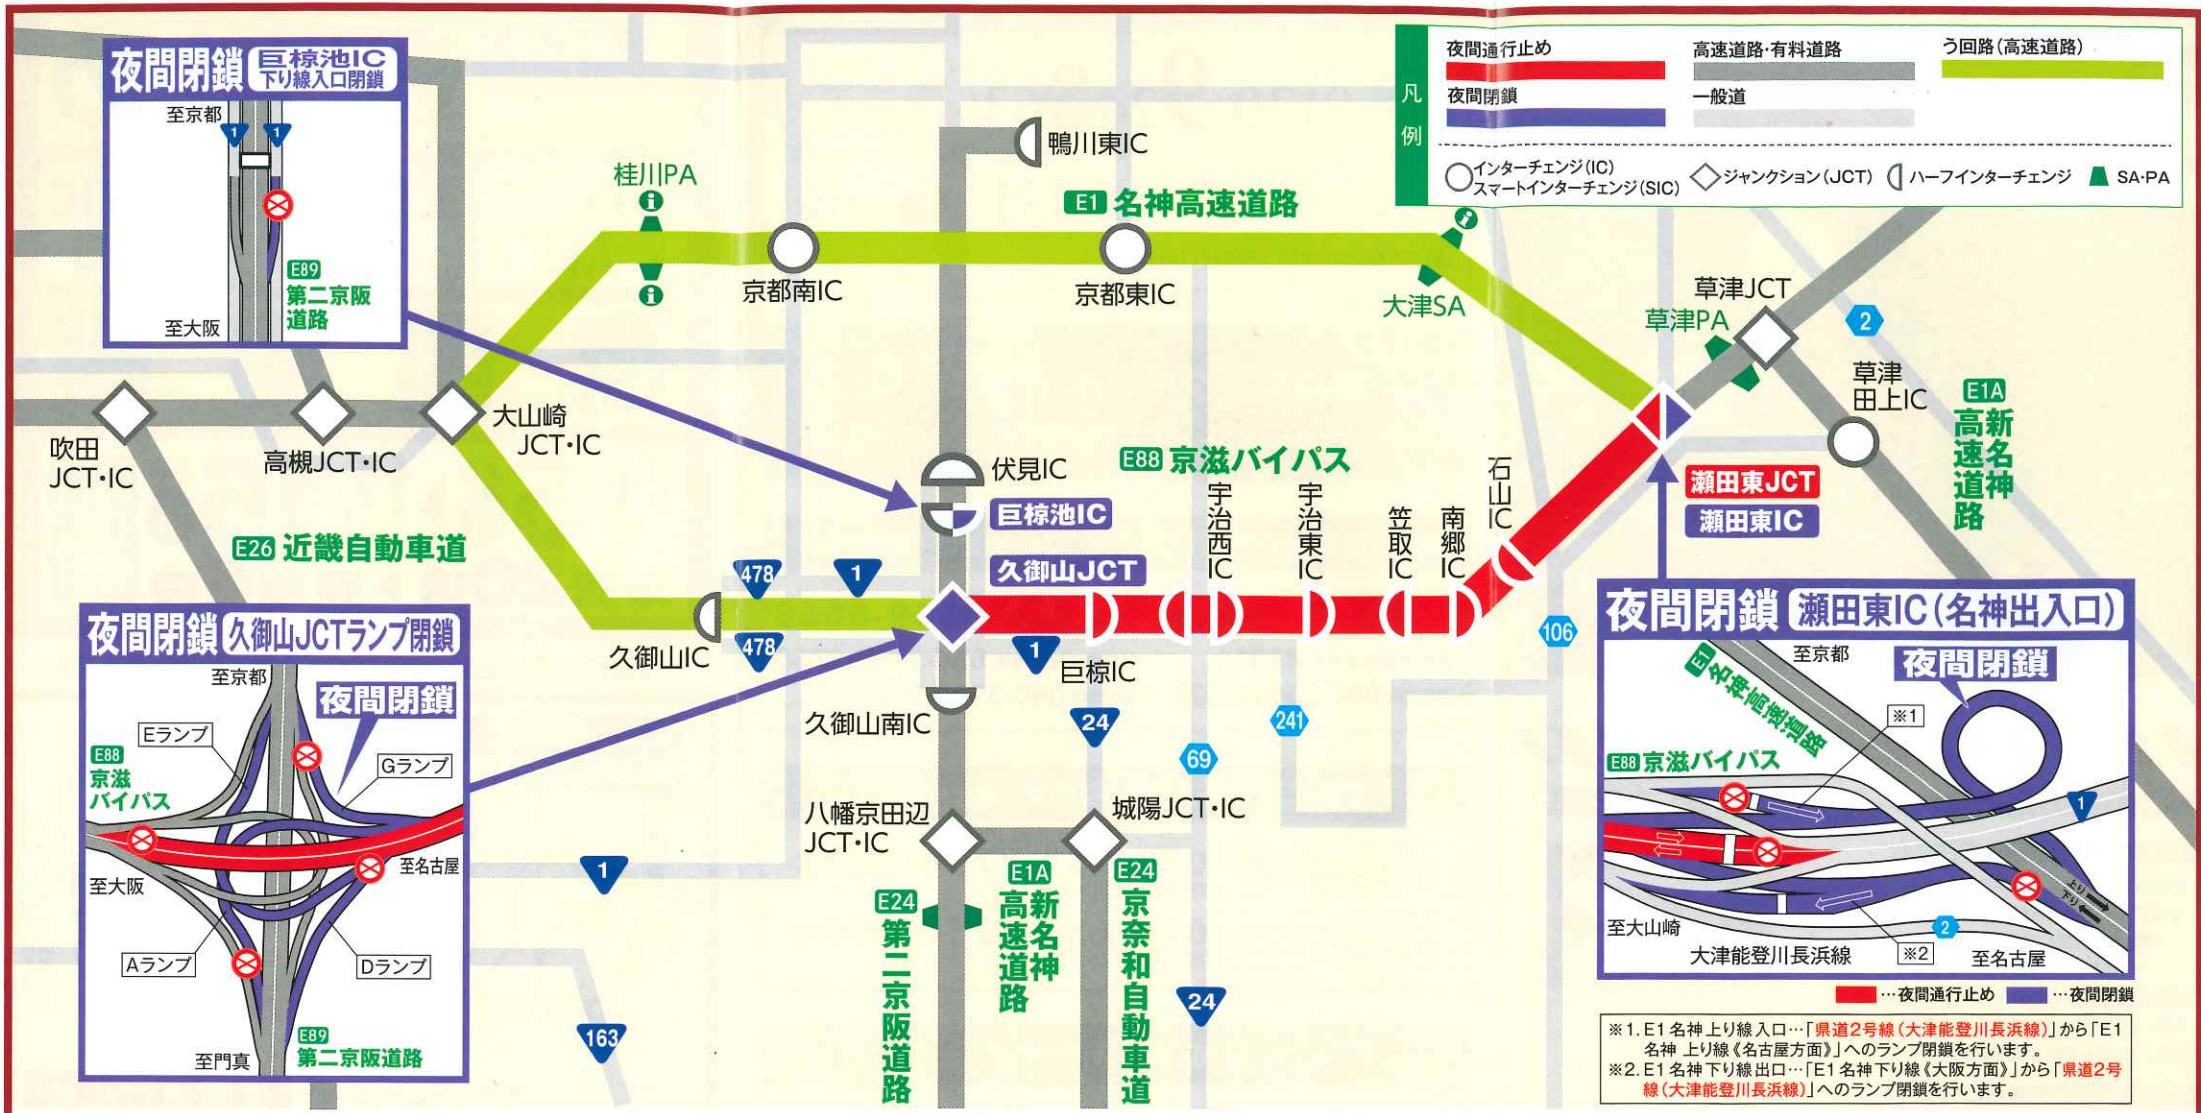 夜間閉鎖
巨椋池IC
下り線入口閉鎖
至京都
1
1
E89
第二京阪
道路
至大阪
凡例
夜間通行止め
高速道路・有料道路
う回路(高速道路)
夜間閉鎖
一般道
インターチェンジ(IC)
スマートインターチェンジ(SIC)
ジャンクション(JCT)
ハーフインターチェンジ
SA・PA
鴨川東IC
桂川PA
E1 名神高速道路
京都南IC
京都東IC
大津SA
草津JCT
草津PA
2
草津
田上IC
E1A
新名神
高速道路
吹田
JCT・IC
高槻JCT・IC
大山崎
JCT・IC
伏見IC
巨椋池IC
E88 京滋バイパス
瀬田東JCT
瀬田東IC
E26 近畿自動車道
久御山JCT
宇治西IC
宇治東IC
笠取IC
南郷IC
石山IC
478
1
478
久御山IC
1
巨椋IC
106
久御山南IC
24
241
69
八幡京田辺
JCT・IC
城陽JCT・IC
1
163
E24
第二京阪道路
E1A
新名神
高速道路
E24
京奈和自動車道
24
夜間閉鎖
久御山JCTランプ閉鎖
至京都
夜間閉鎖
Eランプ
Gランプ
E88
京滋
バイパス
至名古屋
至大阪
Aランプ
Dランプ
E89
第二京阪道路
至門真
夜間閉鎖
瀬田東IC(名神出入口)
至京都
夜間閉鎖
E1 名神高速道路
※1
E88 京滋バイパス
1
上り
下り
至大山崎
2
大津能登川長浜線
※2
至名古屋
…夜間通行止め
…夜間閉鎖
※1. E1 名神 上り線 入口…「県道2号線(大津能登川長浜線)」から「E1
名神 上り線《名古屋方面》」へのランプ閉鎖を行います。
※2. E1 名神 下り線 出口…「E1 名神 下り線《大阪方面》」から「県道2号
線(大津能登川長浜線)」へのランプ閉鎖を行います。